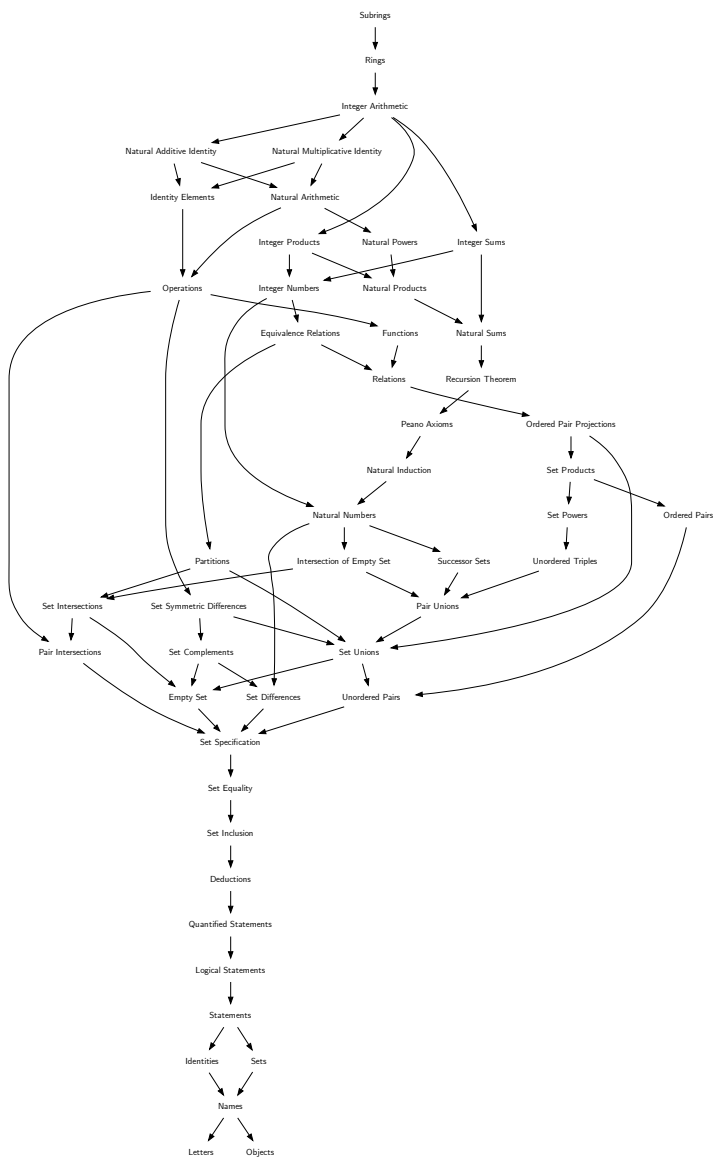 Subrings
Rings
Integer Arithmetic
Natural Additive Identity
Natural Multiplicative Identity
Identity Elements
Natural Arithmetic
Integer Products
Natural Powers
Integer Sums
Operations
Integer Numbers
Natural Products
Equivalence Relations
Functions
Natural Sums
Relations
Recursion Theorem
Peano Axioms
Ordered Pair Projections
Natural Induction
Set Products
Natural Numbers
Set Powers
Ordered Pairs
Partitions
Intersection of Empty Set
Successor Sets
Unordered Triples
Set Intersections
Set Symmetric Differences
Pair Unions
Pair Intersections
Set Complements
Set Unions
Empty Set
Set Differences
Unordered Pairs
Set Specification
Set Equality
Set Inclusion
Deductions
Quantified Statements
Logical Statements
Statements
Identities
Sets
Names
Letters
Objects